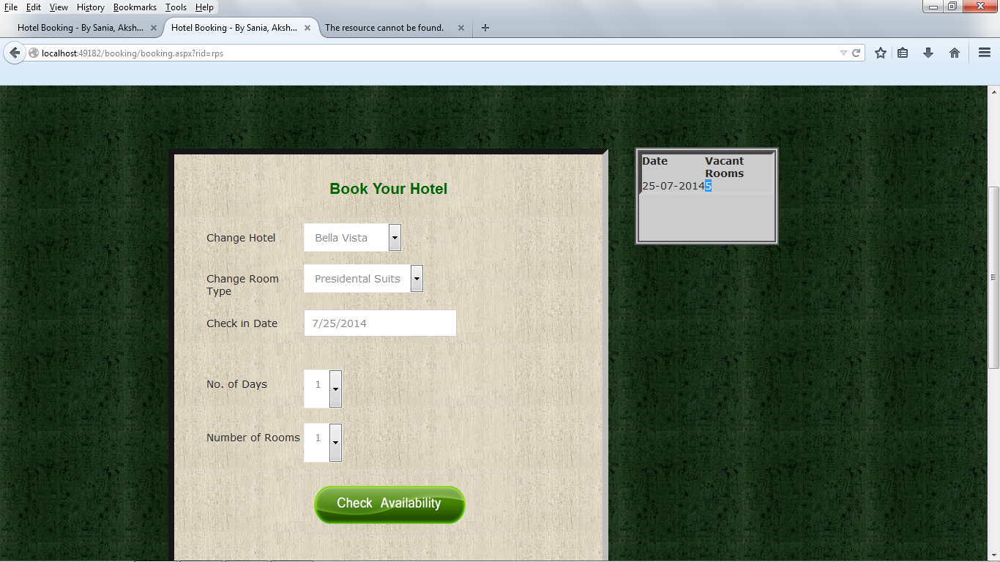 File Edit View History Bookmarks Tools Help
Hotel Booking - By Sania, Aksh... Hotel Booking - By Sania, Aksh... The resource cannot be found.
localhost:49182/booking/booking.aspx?rid=rps
Book Your Hotel
Change Hotel Bella Vista
Change Room Presidental Suits
Type
Check in Date 7/25/2014
No. of Days 1
Number of Rooms 1
Check Availability
Date Vacant
Rooms
25-07-2014 5